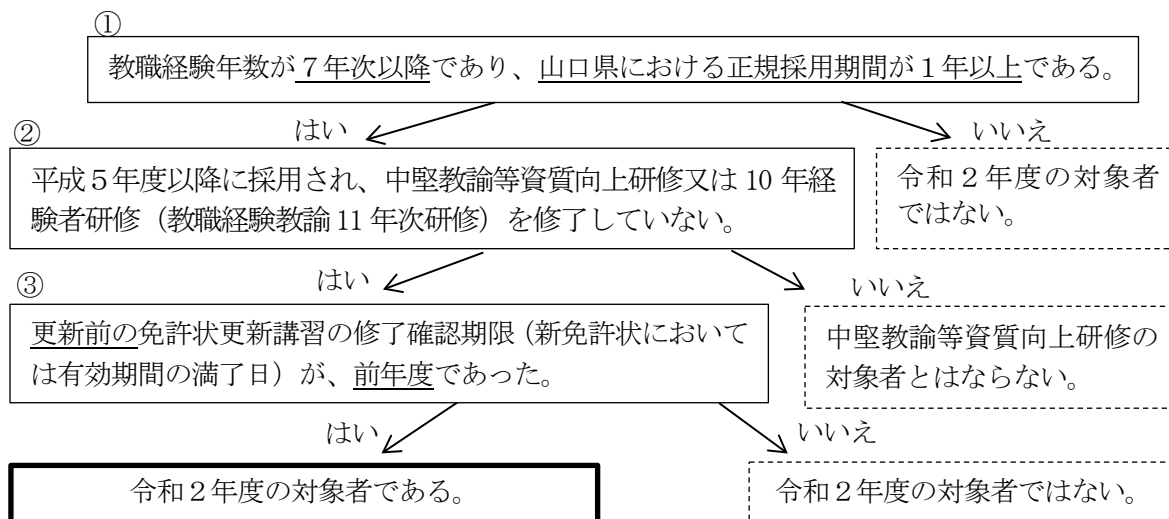 ①
教職経験年数が７年次以降であり、山口県における正規採用期間が１年以上である。
はい
いいえ
②
平成５年度以降に採用され、中堅教諭等資質向上研修又は 10 年経
験者研修（教職経験教諭 11 年次研修）を修了していない。
令和２年度の対象者
ではない。
はい
いいえ
③
更新前の免許状更新講習の修了確認期限（新免許状において
は有効期間の満了日）が、前年度であった。
中堅教諭等資質向上研修の
対象者とはならない。
はい
いいえ
令和２年度の対象者である。
令和２年度の対象者ではない。